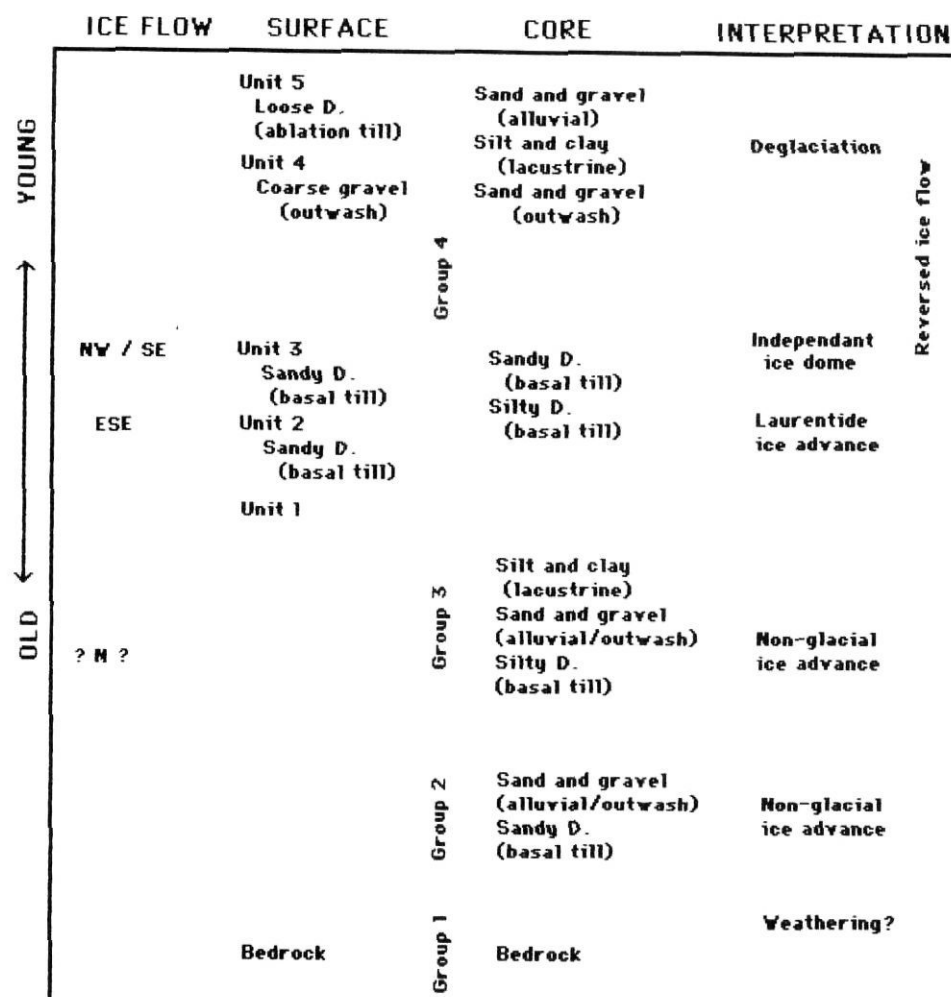 ICE FLOW SURFACE CORE INTERPRETATION
YOUNG
OLD
Unit 5
Loose D.
(ablation till)
Unit 4
Coarse gravel
(outwash)
Sand and gravel
(alluvial)
Silt and clay
(lacustrine)
Sand and gravel
(outwash)
Deglaciation
Reversed ice flow
Group 4
NW / SE
Unit 3
Sandy D.
(basal till)
Sandy D.
(basal till)
Independant
ice dome
ESE
Unit 2
Sandy D.
(basal till)
Silty D.
(basal till)
Laurentide
ice advance
Unit 1
Group 3
Silt and clay
(lacustrine)
Sand and gravel
(alluvial/outwash)
Silty D.
(basal till)
? N ?
Non-glacial
ice advance
Group 2
Sand and gravel
(alluvial/outwash)
Sandy D.
(basal till)
Non-glacial
ice advance
Group 1
Bedrock
Bedrock
Weathering?